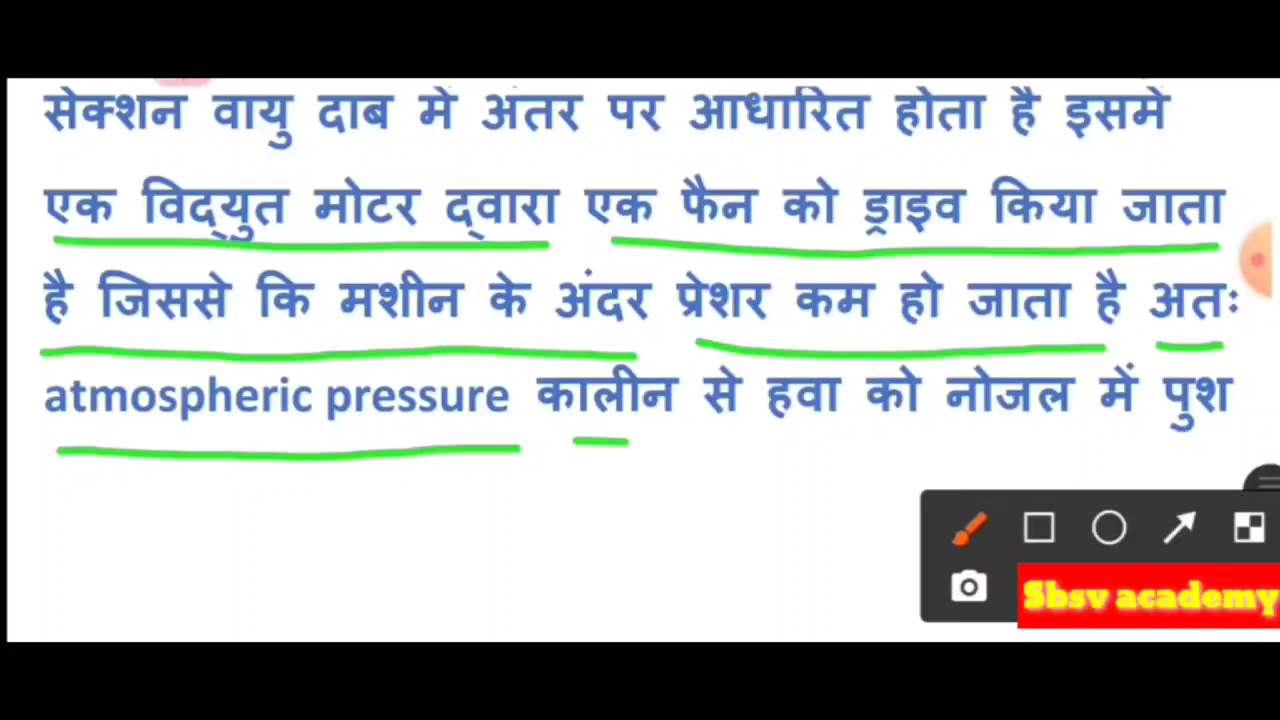 सेक्शन वायु दाब में अंतर पर आधारित होता है इसमें
एक विद्युत मोटर द्वारा एक फैन को ड्राइव किया जाता
है जिससे कि मशीन के अंदर प्रेशर कम हो जाता है अतः
atmospheric pressure कालीन से हवा को नोजल में पुश
Sbsv academy